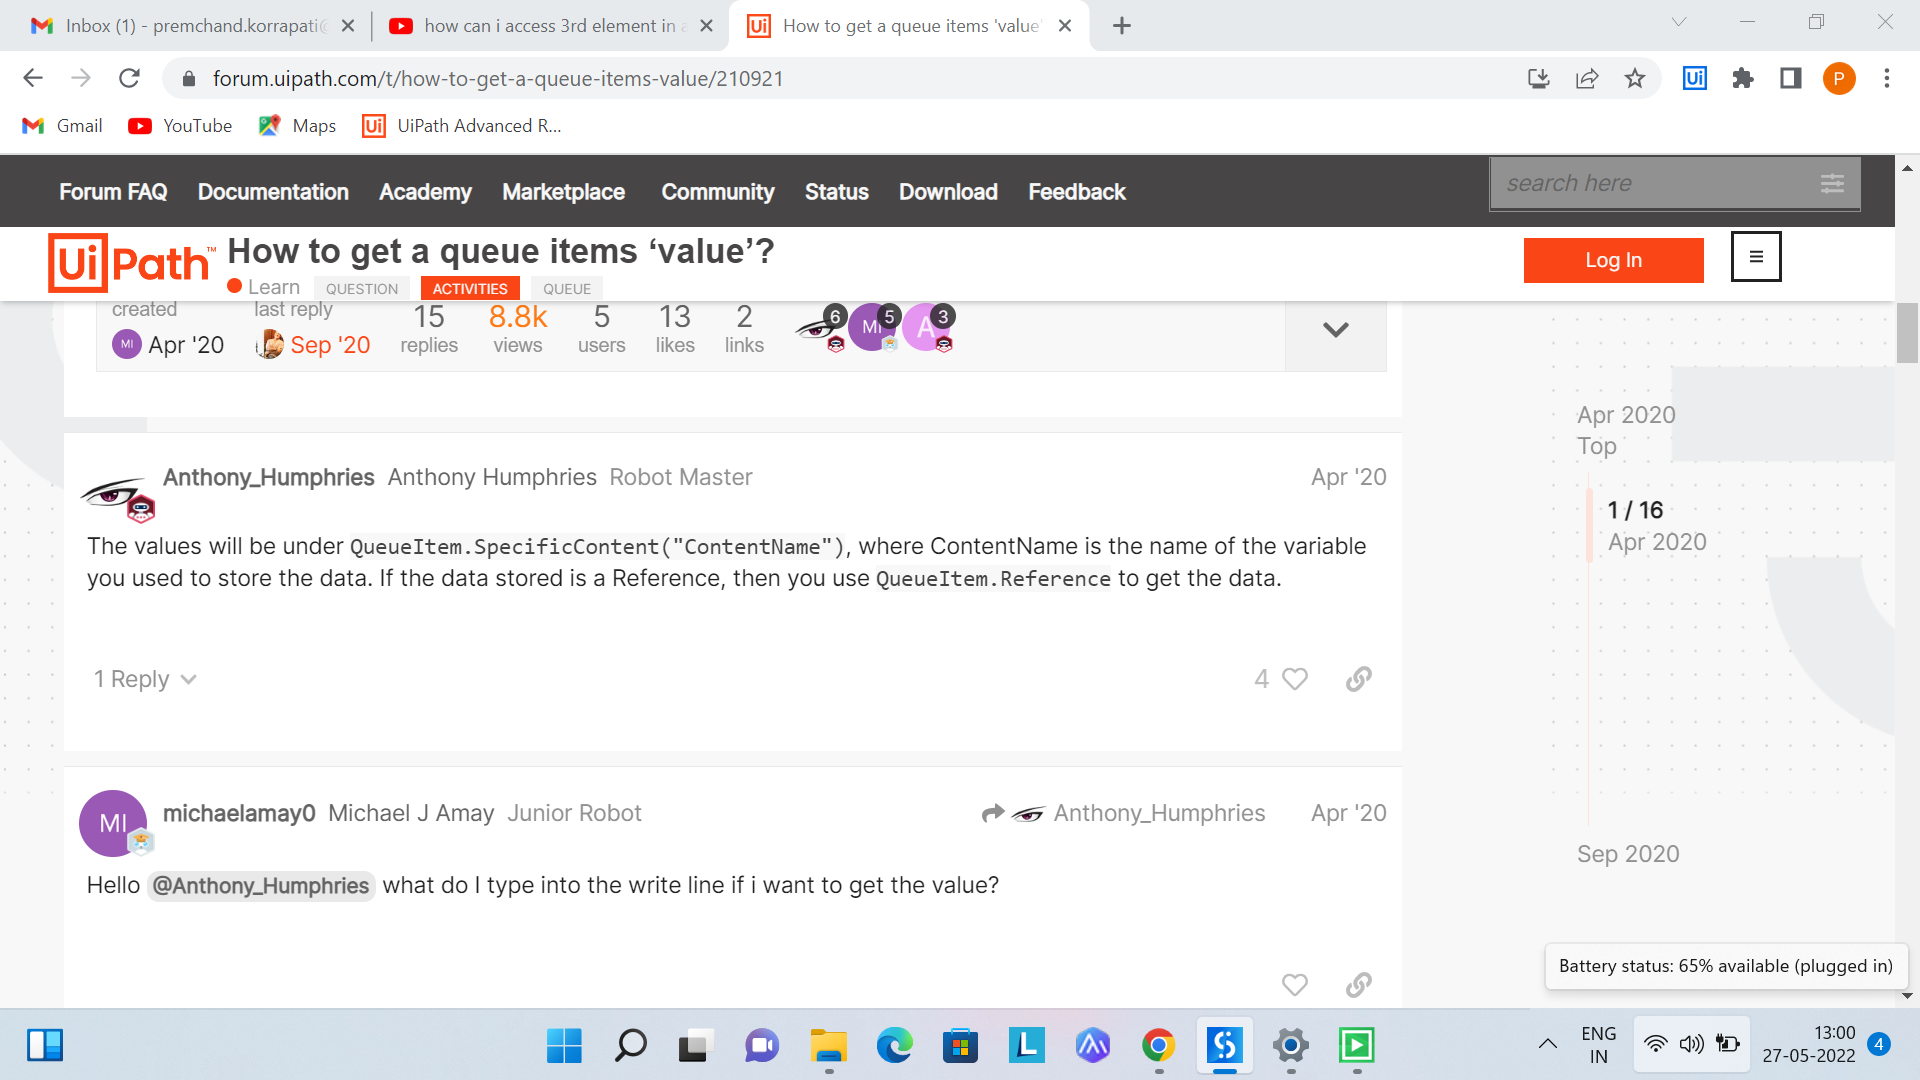 Inbox (1) - premchand.korrapati@
how can i access 3rd element in a
How to get a queue items 'value'
forum.uipath.com/t/how-to-get-a-queue-items-value/210921
Ui
P
Gmail
YouTube
Maps
UiPath Advanced R...
Forum FAQ
Documentation
Academy
Marketplace
Community
Status
Download
Feedback
search here
UiPath™
How to get a queue items ‘value’?
Learn
QUESTION
ACTIVITIES
QUEUE
Log In
created
last reply
15
8.8k
5
13
2
6
MI
5
A
3
MI
Apr '20
Sep '20
replies
views
users
likes
links
Apr 2020
Top
Anthony_Humphries Anthony Humphries Robot Master
Apr '20
1 / 16
Apr 2020
The values will be under QueueItem.SpecificContent("ContentName"), where ContentName is the name of the variable
you used to store the data. If the data stored is a Reference, then you use QueueItem.Reference to get the data.
1 Reply
4
MI
michaelamay0 Michael J Amay Junior Robot
Anthony_Humphries
Apr '20
Sep 2020
Hello @Anthony_Humphries what do I type into the write line if i want to get the value?
Battery status: 65% available (plugged in)
L
ENG
IN
13:00
27-05-2022
4